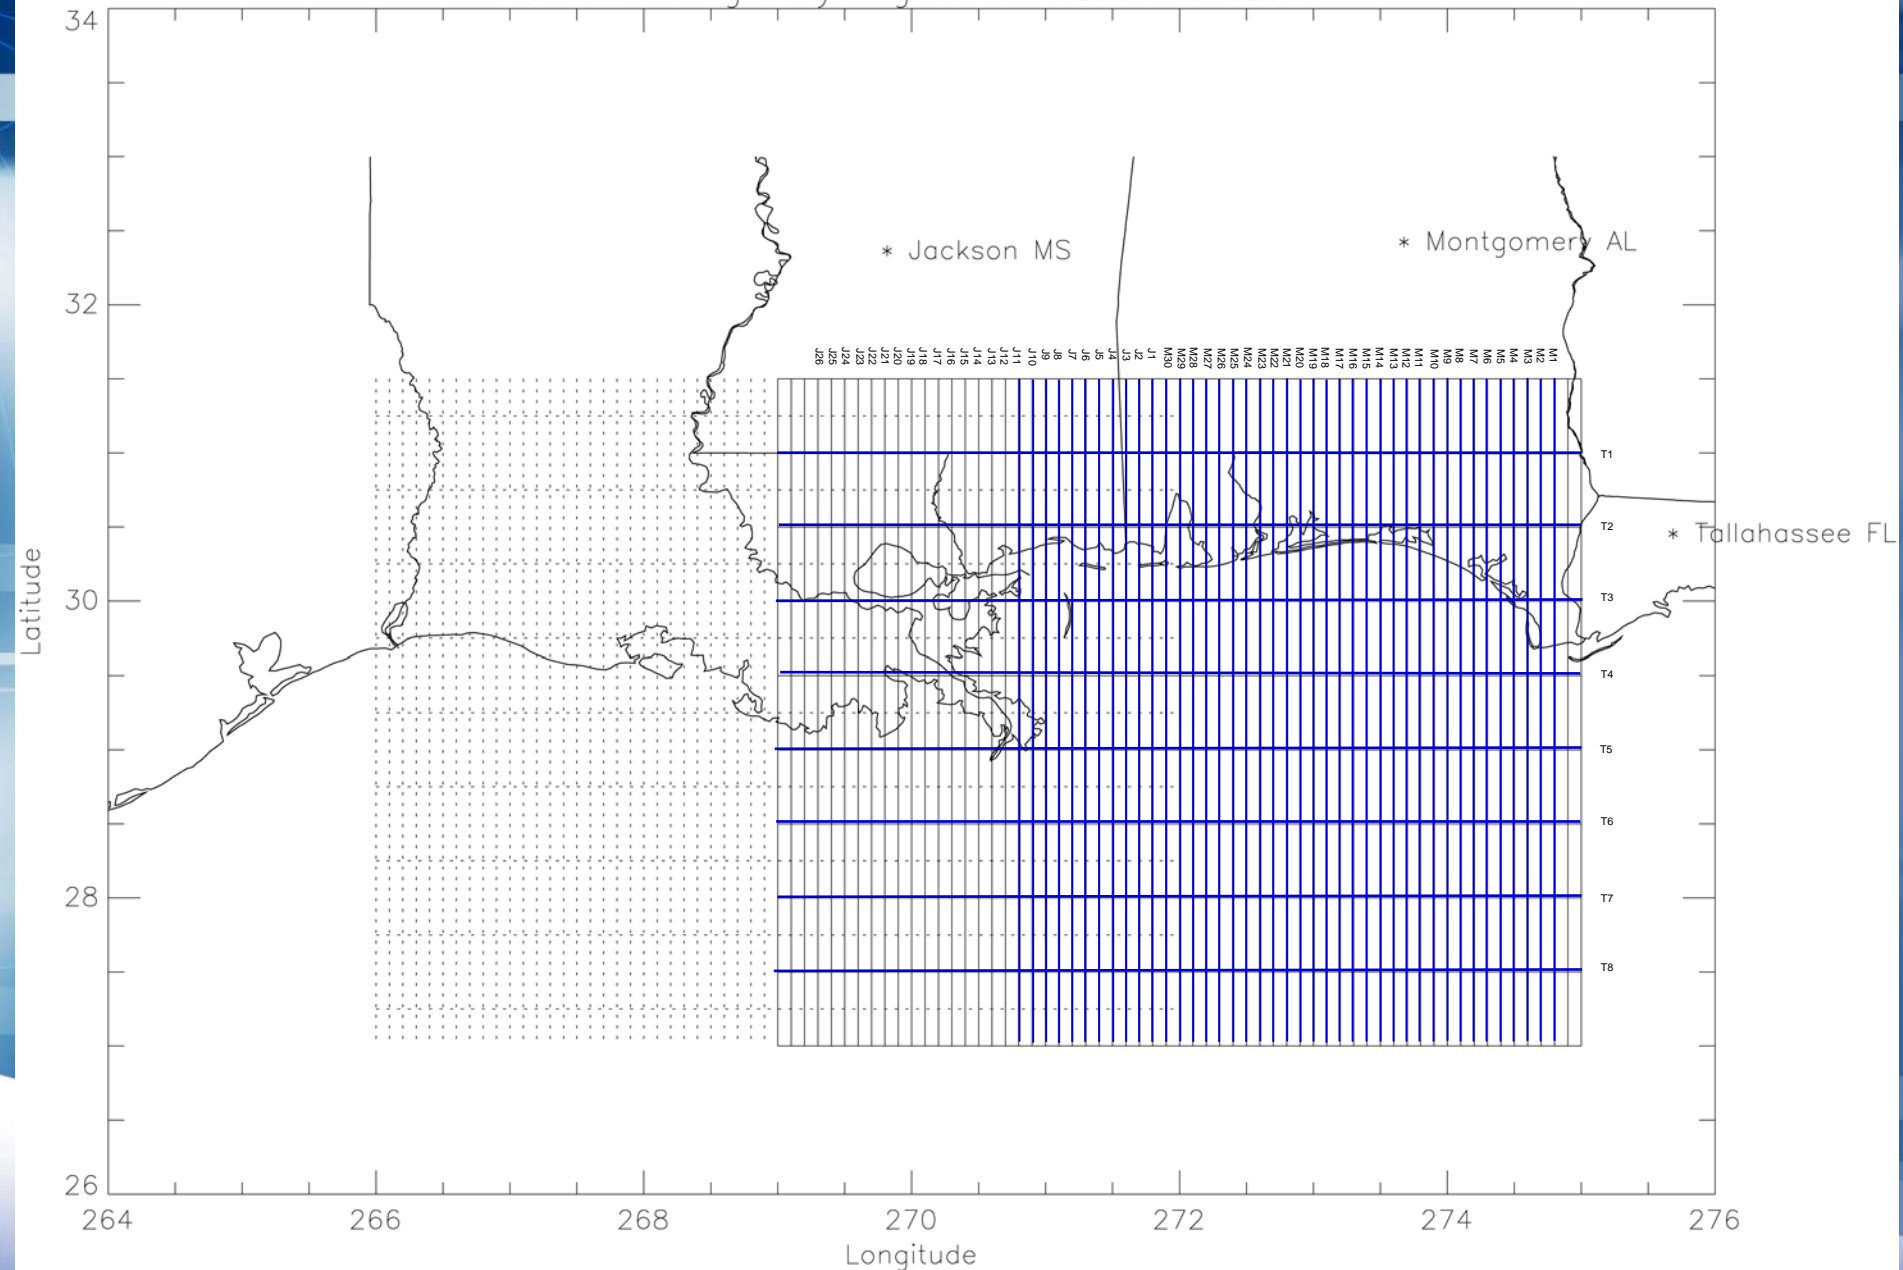 34
* Jackson MS
* Montgomery AL
32
J26 J25 J24 J23 J22 J21 J20 J19 J18 J17 J16 J15 J14 J13 J12 J11 J10 J9 J8 J7 J6 J5 J4 J3 J2 J1 M30 M29 M28 M27 M26 M25 M24 M23 M22 M21 M20 M19 M18 M17 M16 M15 M14 M13 M12 M11 M10 M9 M8 M7 M6 M5 M4 M3 M2 M1
T1
T2
* Tallahassee FL
Latitude
30
T3
T4
T5
T6
28
T7
T8
26
264 266 268 270 272 274 276
Longitude